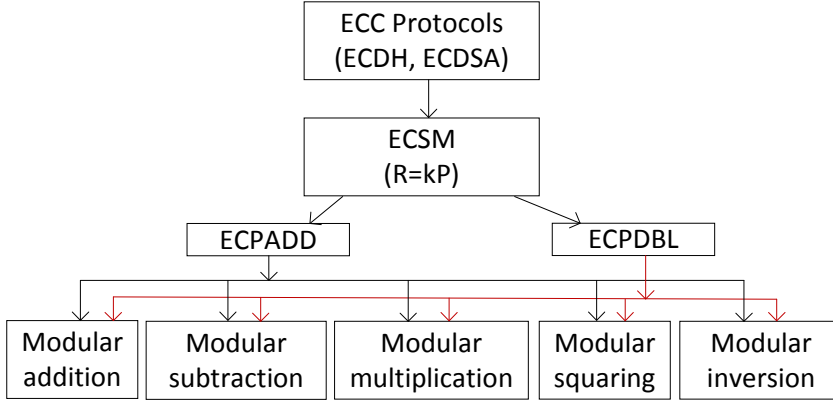 ECC Protocols
(ECDH, ECDSA)
ECSM
(R=kP)
ECPADD
ECPDBL
Modular
addition
Modular
subtraction
Modular
multiplication
Modular
squaring
Modular
inversion